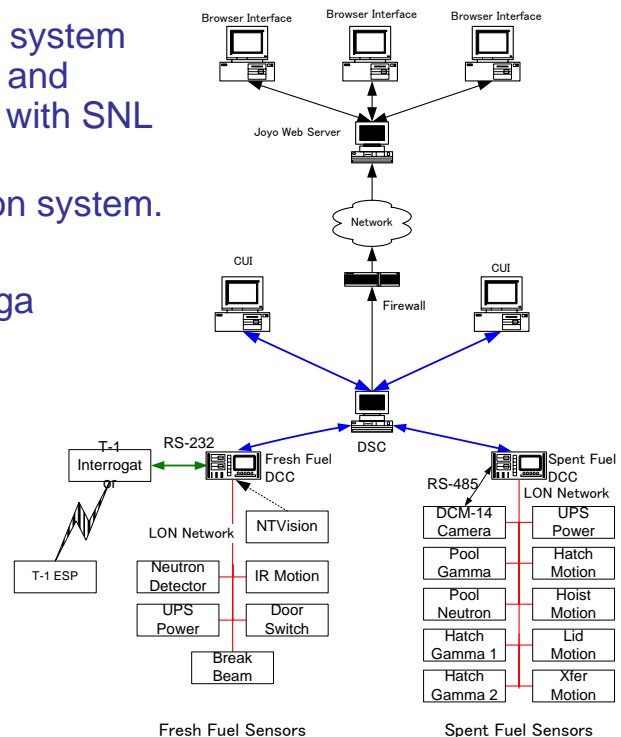 system
and
with SNL
on system.
ga
Browser Interface
Browser Interface
Browser Interface
Joyo Web Server
Network
CUI
CUI
Firewall
DSC
T-1
Interrogat
or
RS-232
Fresh Fuel
DCC
Spent Fuel
DCC
RS-485
LON Network
LON Network
NTVision
T-1 ESP
Neutron
Detector
IR Motion
UPS
Power
Door
Switch
Break
Beam
DCM-14
Camera
UPS
Power
Pool
Gamma
Hatch
Motion
Pool
Neutron
Hoist
Motion
Hatch
Gamma 1
Lid
Motion
Hatch
Gamma 2
Xfer
Motion
Fresh Fuel Sensors
Spent Fuel Sensors